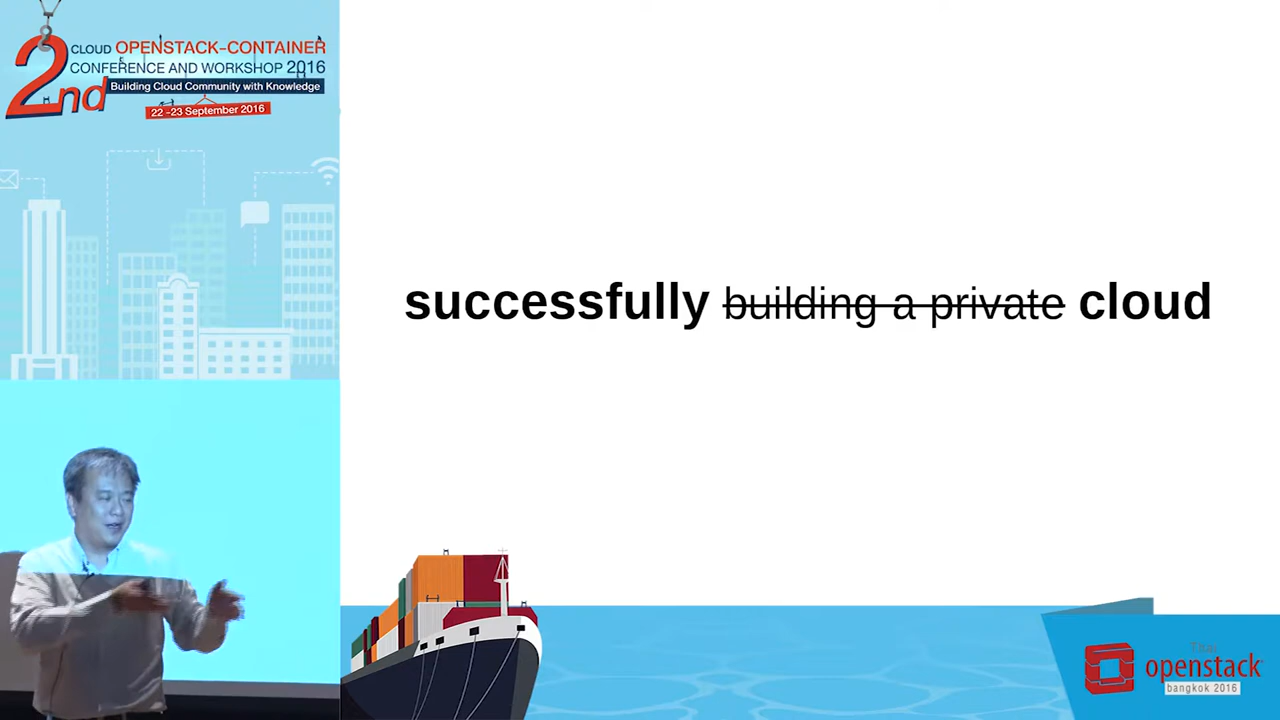 2nd
CLOUD OPENSTACK-CONTAINER
CONFERENCE AND WORKSHOP 2016
Building Cloud Community with Knowledge
22 -23 September 2016
successfully building a private cloud
Thai
openstack
bangkok 2016